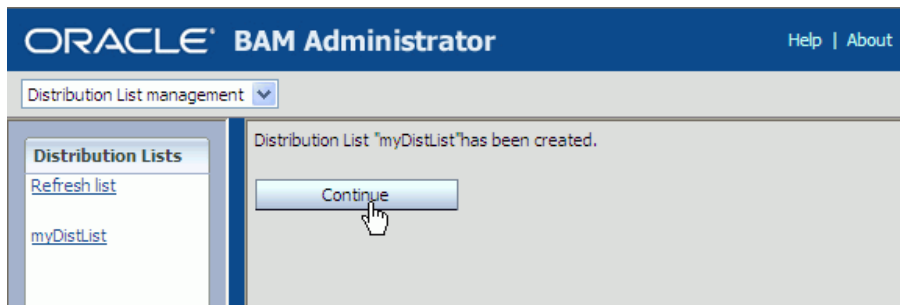 ORACLE BAM Administrator
Help | About
Distribution List management
Distribution Lists
Refresh list
myDistList
Distribution List "myDistList"has been created.
Continue